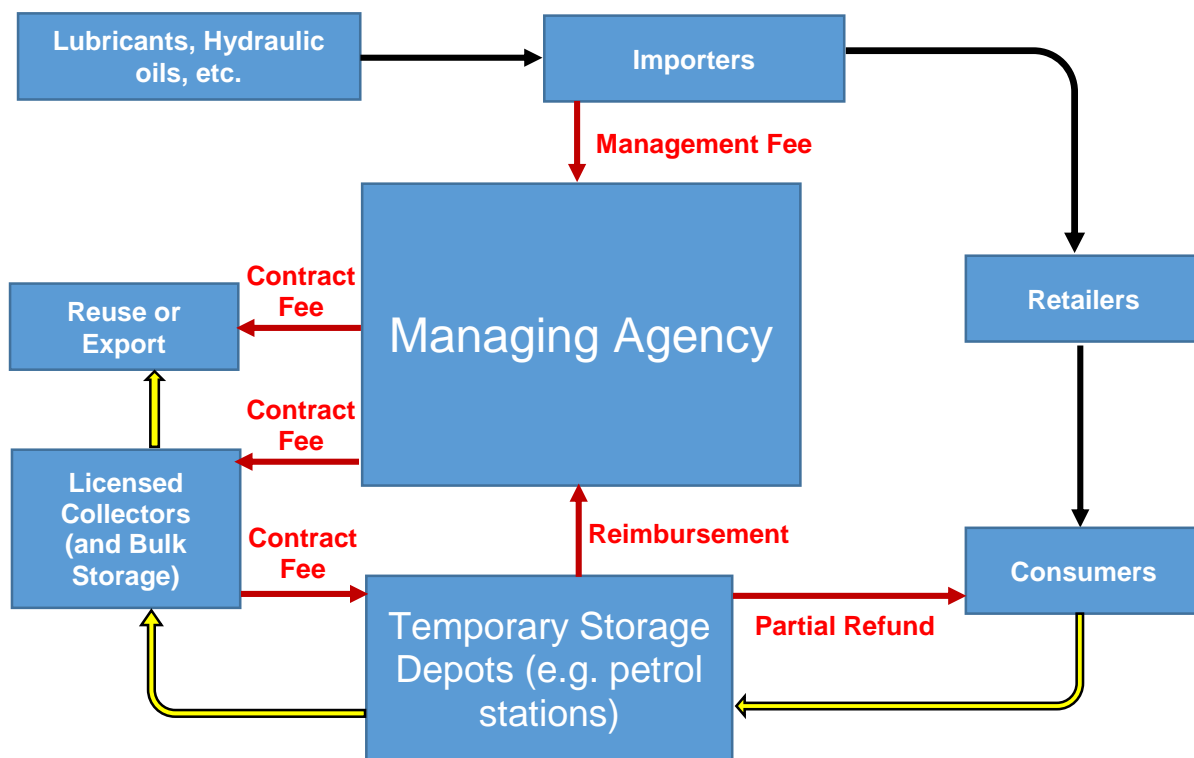 Lubricants, Hydraulic
oils, etc.
Importers
Management Fee
Managing Agency
Contract
Fee
Reuse or
Export
Retailers
Contract
Fee
Licensed
Collectors
(and Bulk
Storage)
Contract
Fee
Reimbursement
Consumers
Temporary Storage
Depots (e.g. petrol
stations)
Partial Refund